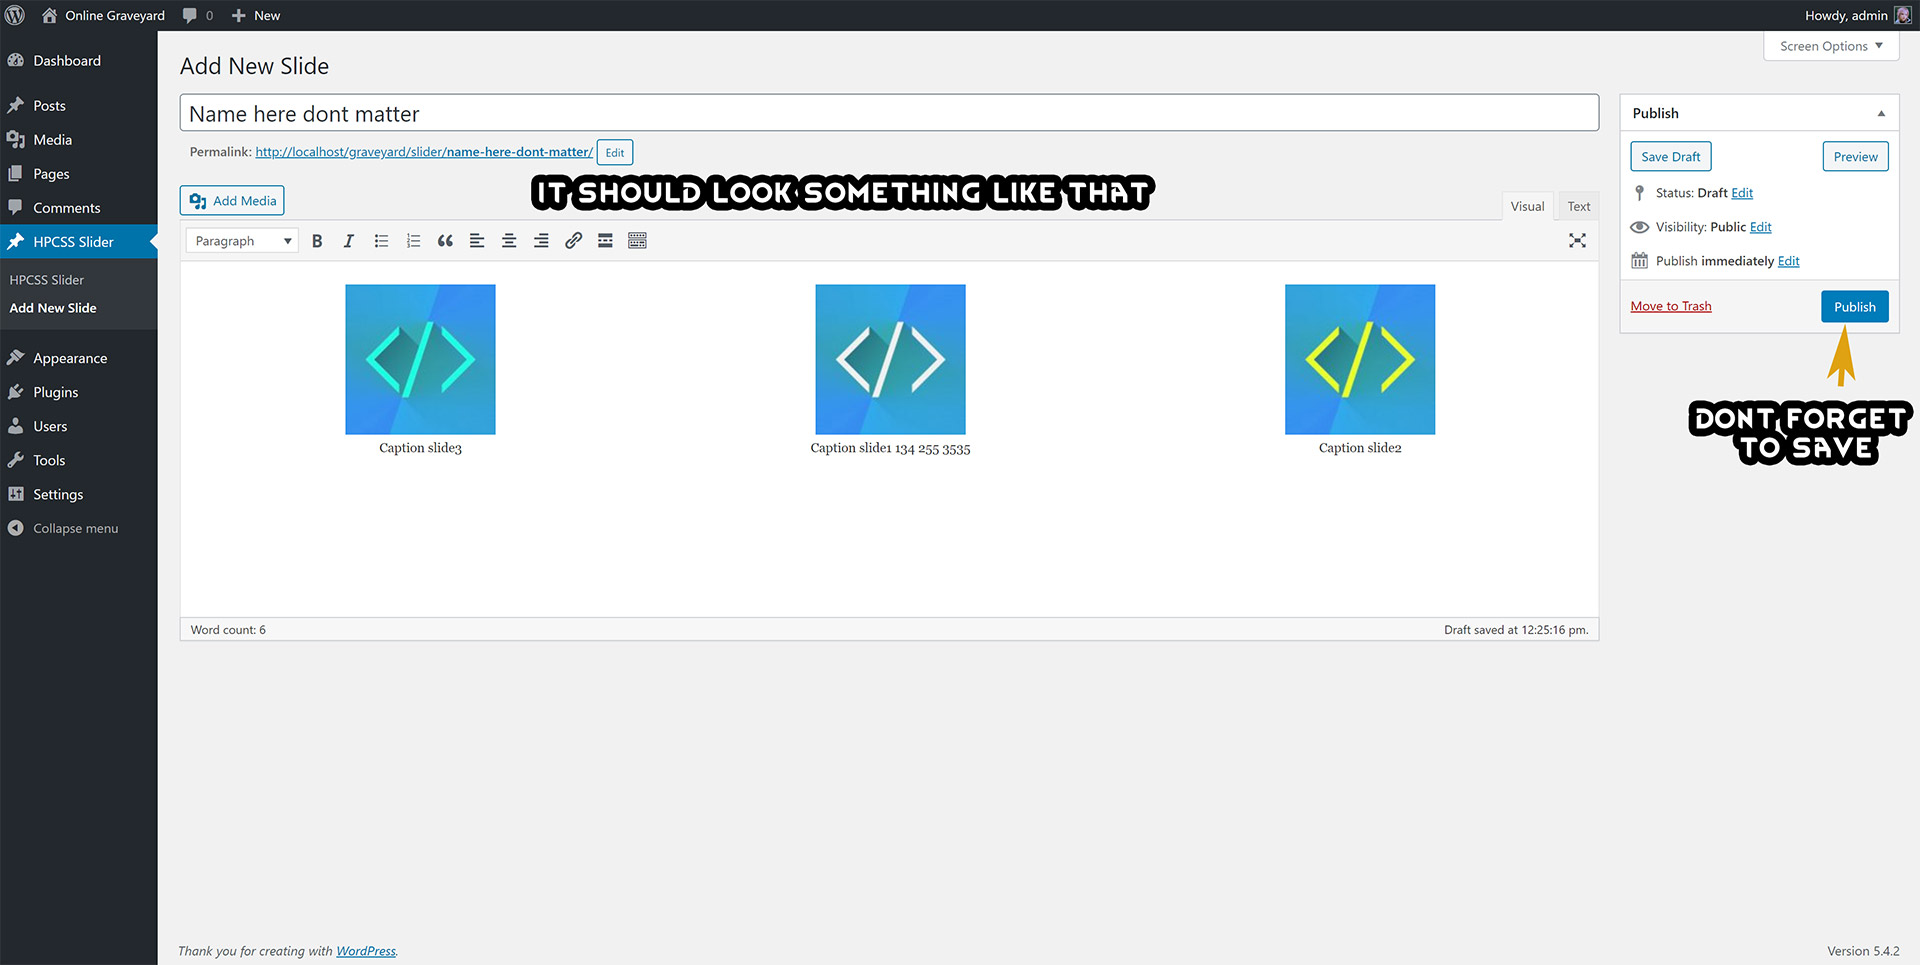 Online Graveyard
0
New
Howdy, admin
Screen Options
Dashboard
Posts
Media
Pages
Comments
HPCSS Slider
HPCSS Slider
Add New Slide
Appearance
Plugins
Users
Tools
Settings
Collapse menu
Add New Slide
Name here dont matter
Permalink: http://localhost/graveyard/slider/name-here-dont-matter/ Edit
IT SHOULD LOOK SOMETHING LIKE THAT
Add Media
Visual Text
Paragraph
B I
Caption slide3
Caption slide1 134 255 3535
Caption slide2
Word count: 6
Draft saved at 12:25:16 pm.
Publish
Save Draft
Preview
Status: Draft Edit
Visibility: Public Edit
Publish immediately Edit
Move to Trash
Publish
DONT FORGET
TO SAVE
Thank you for creating with WordPress.
Version 5.4.2